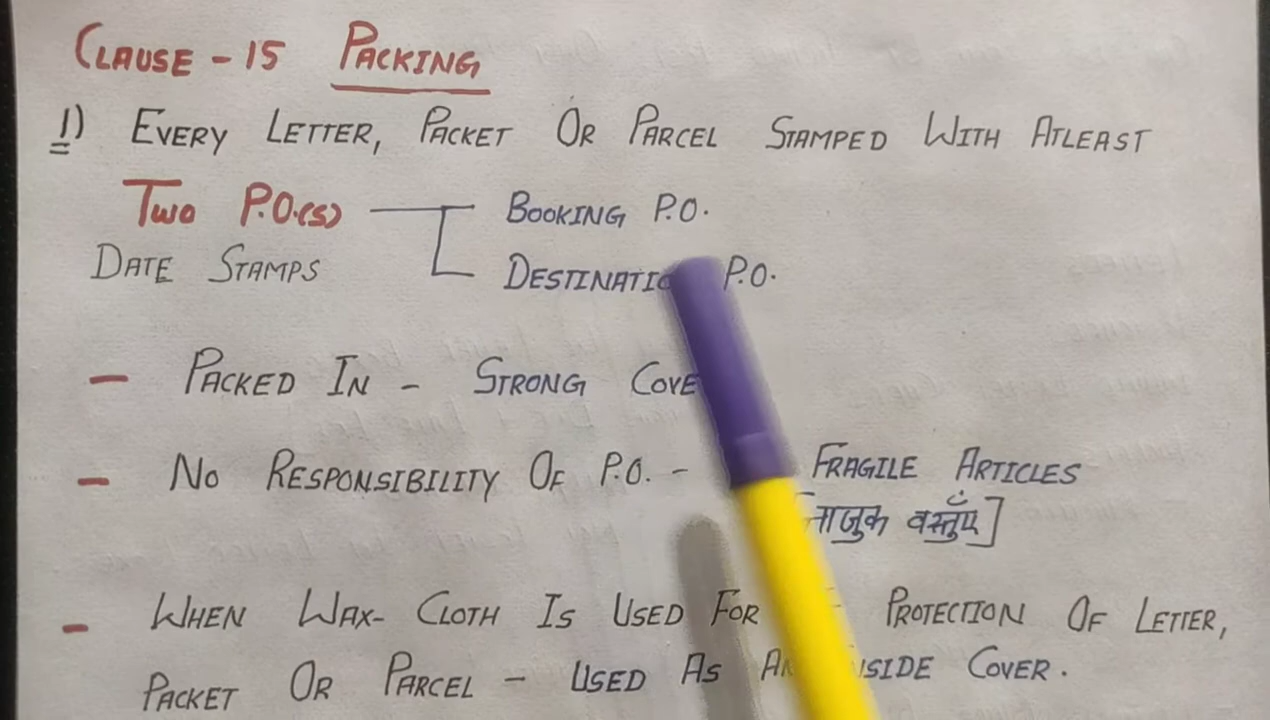 CLAUSE - 15 PACKING
1) EVERY LETTER, PACKET OR PARCEL STAMPED WITH ATLEAST
TWO P.O.(S) BOOKING P.O.
DATE STAMPS DESTINATIO P.O.
- PACKED IN - STRONG COVE
- NO RESPONSIBILITY OF P.O. - FRAGILE ARTICLES
वस्तुएँ]
- WHEN WAX-CLOTH IS USED FOR PROTECTION OF LETTER,
PACKET OR PARCEL - USED AS COVER.